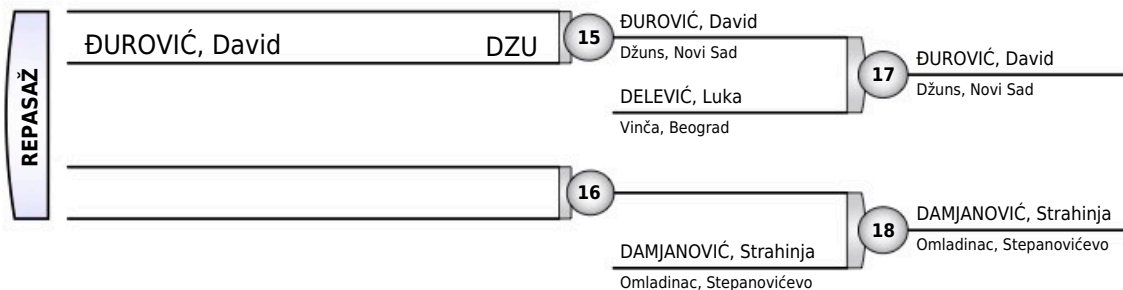 REPASAŽ
ĐUROVIĆ, David DZU
15
ĐUROVIĆ, David
Džuns, Novi Sad
DELEVIĆ, Luka
Vinča, Beograd
17
ĐUROVIĆ, David
Džuns, Novi Sad
16
DAMJANOVIĆ, Strahinja
Omladinac, Stepanovićevo
18
DAMJANOVIĆ, Strahinja
Omladinac, Stepanovićevo